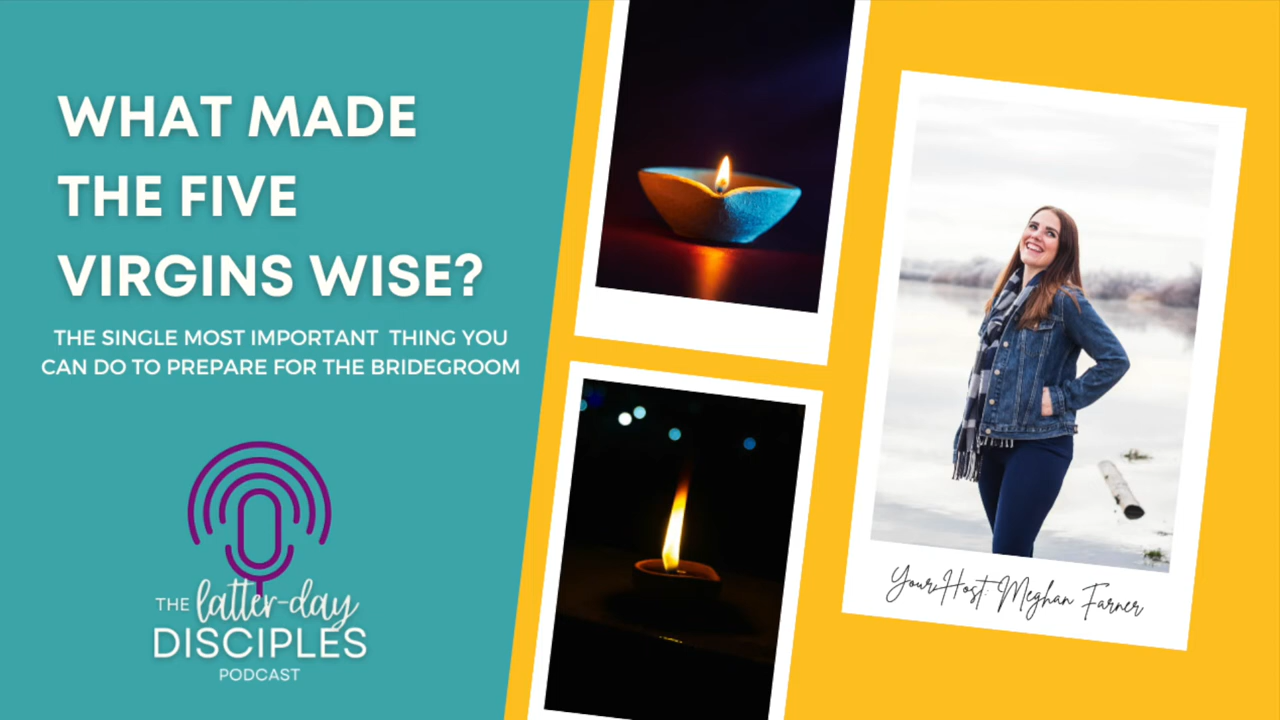 WHAT MADE
THE FIVE
VIRGINS WISE?
THE SINGLE MOST IMPORTANT THING YOU
CAN DO TO PREPARE FOR THE BRIDEGROOM
THE latter-day
DISCIPLES
PODCAST
Your Host: Meghan Farner